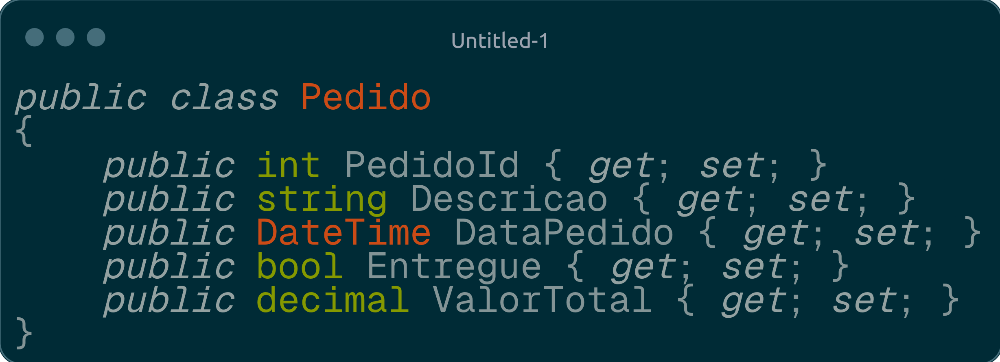 Untitled-1
public class Pedido
{
    public int PedidoId { get; set; }
    public string Descricao { get; set; }
    public DateTime DataPedido { get; set; }
    public bool Entregue { get; set; }
    public decimal ValorTotal { get; set; }
}